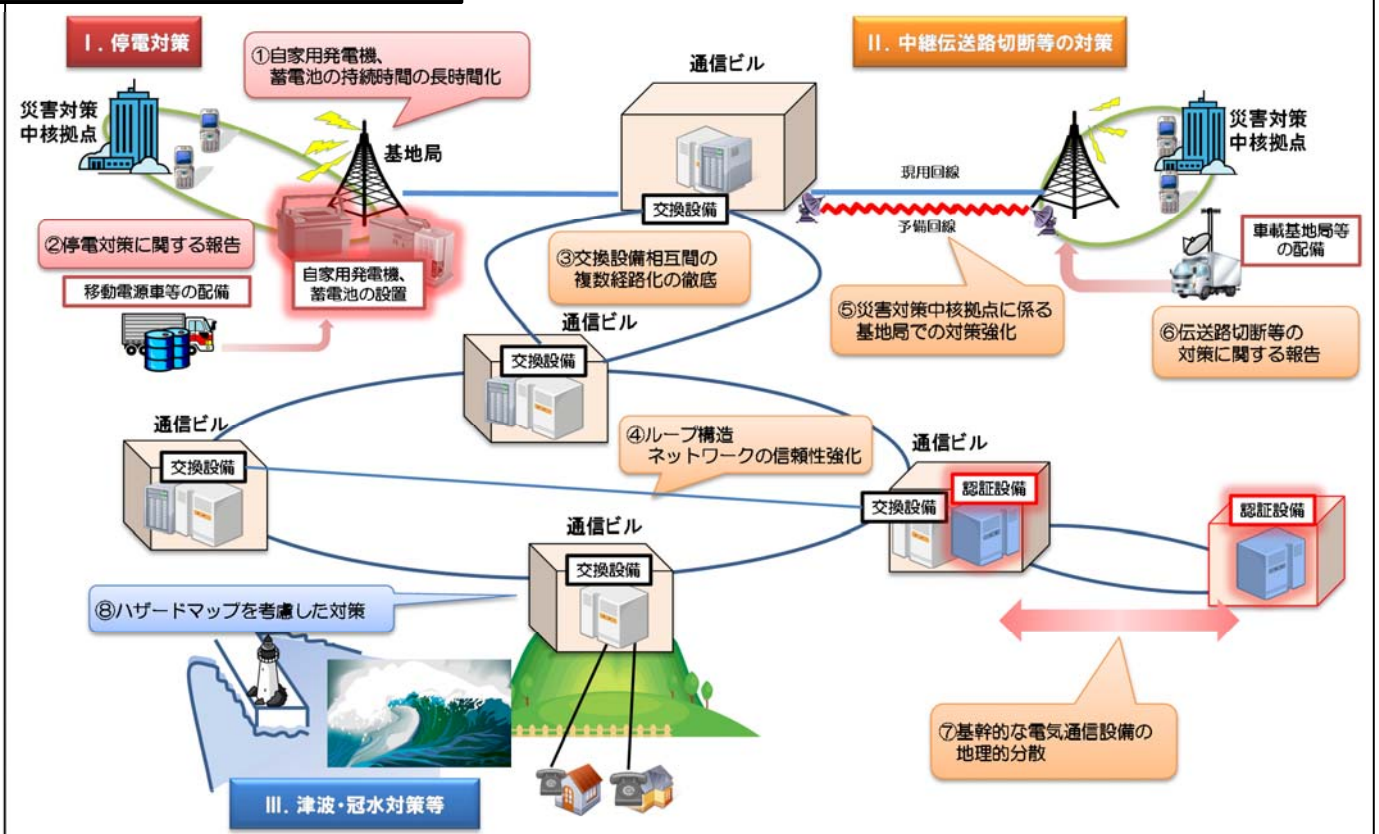 Ⅰ. 停電対策
①自家用発電機、
蓄電池の持続時間の長時間化
通信ビル
Ⅱ. 中継伝送路切断等の対策
災害対策
中核拠点
基地局
交換設備
現用回線
予備回線
災害対策
中核拠点
②停電対策に関する報告
移動電源車等の配備
自家用発電機、
蓄電池の設置
③交換設備相互間の
複数経路化の徹底
車載基地局等
の配備
⑤災害対策中核拠点に係る
基地局での対策強化
⑥伝送路切断等の
対策に関する報告
通信ビル
交換設備
通信ビル
交換設備
④ループ構造
ネットワークの信頼性強化
通信ビル
交換設備
認証設備
認証設備
通信ビル
交換設備
⑧ハザードマップを考慮した対策
⑦基幹的な電気通信設備の
地理的分散
Ⅲ. 津波・冠水対策等